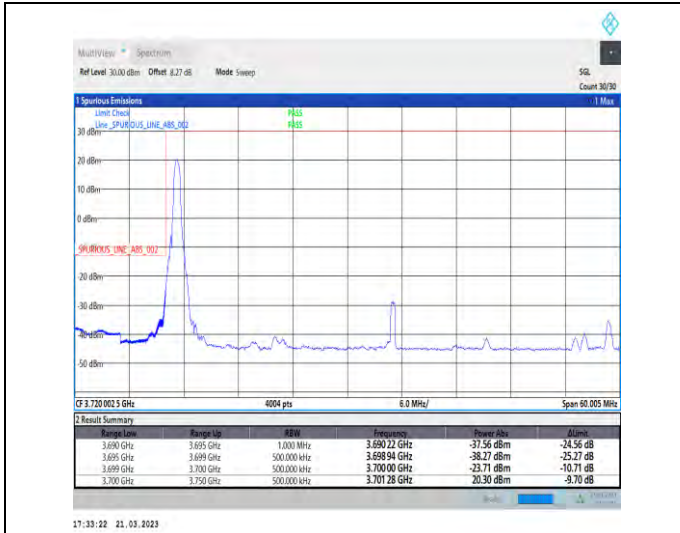 MultiView Spectrum
Ref Level 30.00 dBm Offset 8.27 dB Mode Sweep SGL
Count 30/30
1 Spurious Emissions 1 Max
Limit Check PASS
Line _SPURIOUS_LINE_ABS_002 PASS
30 dBm
20 dBm
10 dBm
0 dBm
_SPURIOUS_LINE_ABS_002
-20 dBm
-30 dBm
-40 dBm
-50 dBm
CF 3.720 002 5 GHz 4004 pts 6.0 MHz/ Span 60.005 MHz
2 Result Summary
Range Low Range Up RBW Frequency Power Abs ΔLimit
3.690 GHz 3.695 GHz 1.000 MHz 3.690 22 GHz -37.56 dBm -24.56 dB
3.695 GHz 3.699 GHz 500.000 kHz 3.698 94 GHz -38.27 dBm -25.27 dB
3.699 GHz 3.700 GHz 500.000 kHz 3.700 00 GHz -23.71 dBm -10.71 dB
3.700 GHz 3.750 GHz 500.000 kHz 3.701 28 GHz 20.30 dBm -9.70 dB
17:33:22 21.03.2023